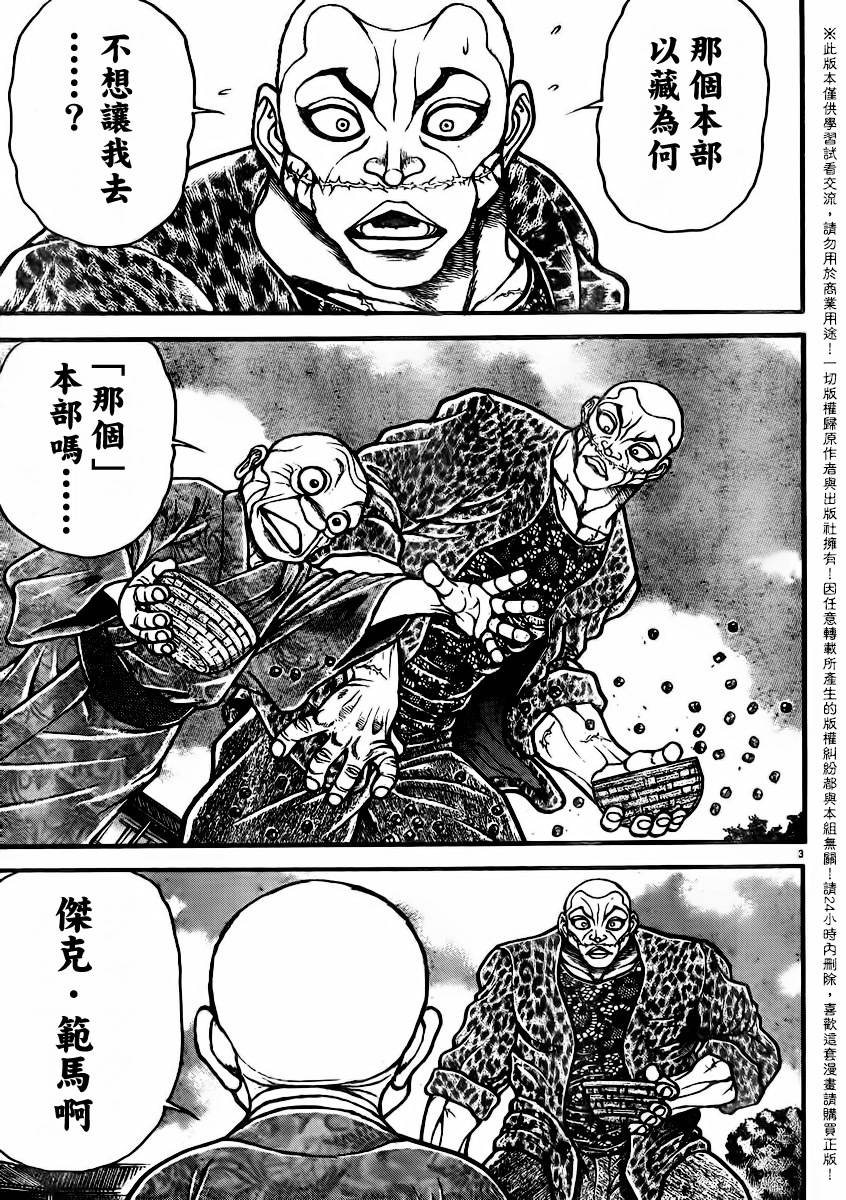 那個本部
以藏為何
不想讓我去
……？
「那個」
本部嗎……
3
傑克．範馬啊
※此版本僅供學習試看交流，請勿用於商業用途！一切版權歸原作者與出版社擁有！因任意轉載所產生的版權糾紛都與本組無關！請24小時內刪除，喜歡這套漫畫請購買正版！